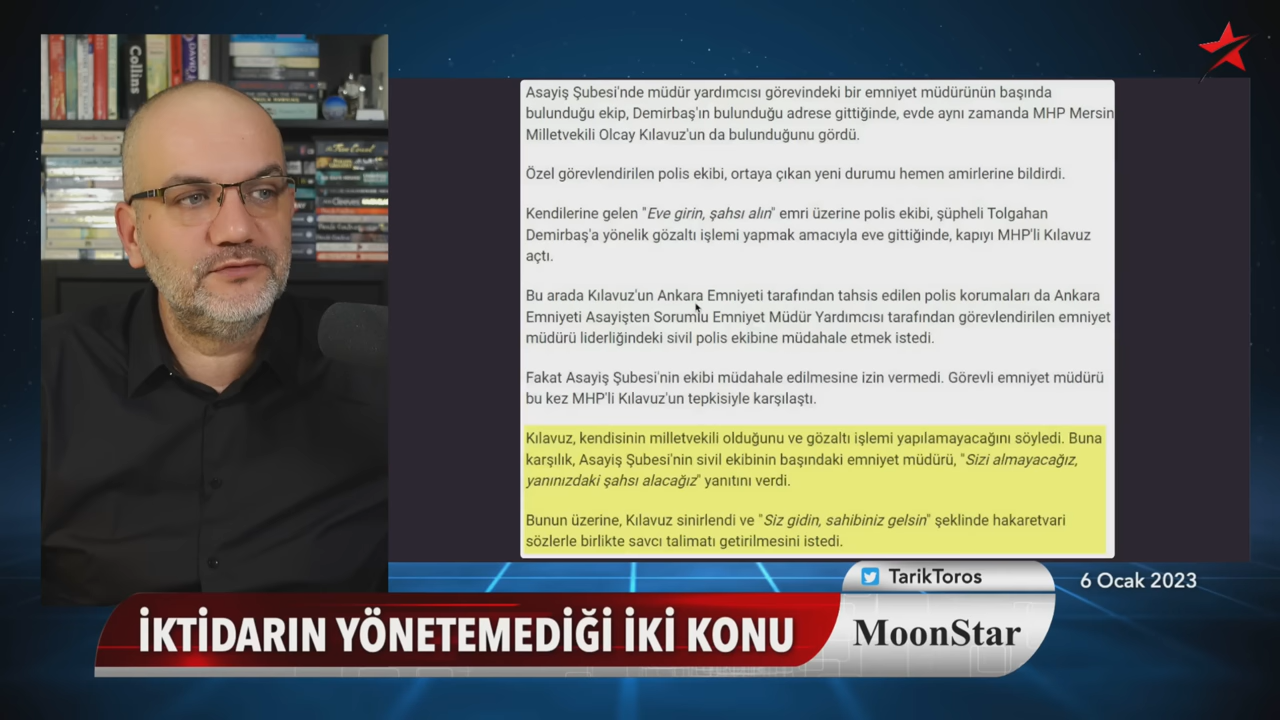 Collins
Asayiş Şubesi'nde müdür yardımcısı görevindeki bir emniyet müdürünün başında
bulunduğu ekip, Demirbaş'ın bulunduğu adrese gittiğinde, evde aynı zamanda MHP Mersin
Milletvekili Olcay Kılavuz'un da bulunduğunu gördü.
Özel görevlendirilen polis ekibi, ortaya çıkan yeni durumu hemen amirlerine bildirdi.
Kendilerine gelen "Eve girin, şahsı alın" emri üzerine polis ekibi, şüpheli Tolgahan
Demirbaş'a yönelik gözaltı işlemi yapmak amacıyla eve gittiğinde, kapıyı MHP'li Kılavuz
açtı.
Bu arada Kılavuz'un Ankara Emniyeti tarafından tahsis edilen polis korumaları da Ankara
Emniyeti Asayişten Sorumlu Emniyet Müdür Yardımcısı tarafından görevlendirilen emniyet
müdürü liderliğindeki sivil polis ekibine müdahale etmek istedi.
Fakat Asayiş Şubesi'nin ekibi müdahale edilmesine izin vermedi. Görevli emniyet müdürü
bu kez MHP'li Kılavuz'un tepkisiyle karşılaştı.
Kılavuz, kendisinin milletvekili olduğunu ve gözaltı işlemi yapılamayacağını söyledi. Buna
karşılık, Asayiş Şubesi'nin sivil ekibinin başındaki emniyet müdürü, "Sizi almayacağız,
yanınızdaki şahsı alacağız" yanıtını verdi.
Bunun üzerine, Kılavuz sinirlendi ve "Siz gidin, sahibiniz gelsin" şeklinde hakaretvari
sözlerle birlikte savcı talimatı getirilmesini istedi.
TarikToros
6 Ocak 2023
İKTİDARIN YÖNETEMEDİĞİ İKİ KONU
MoonStar